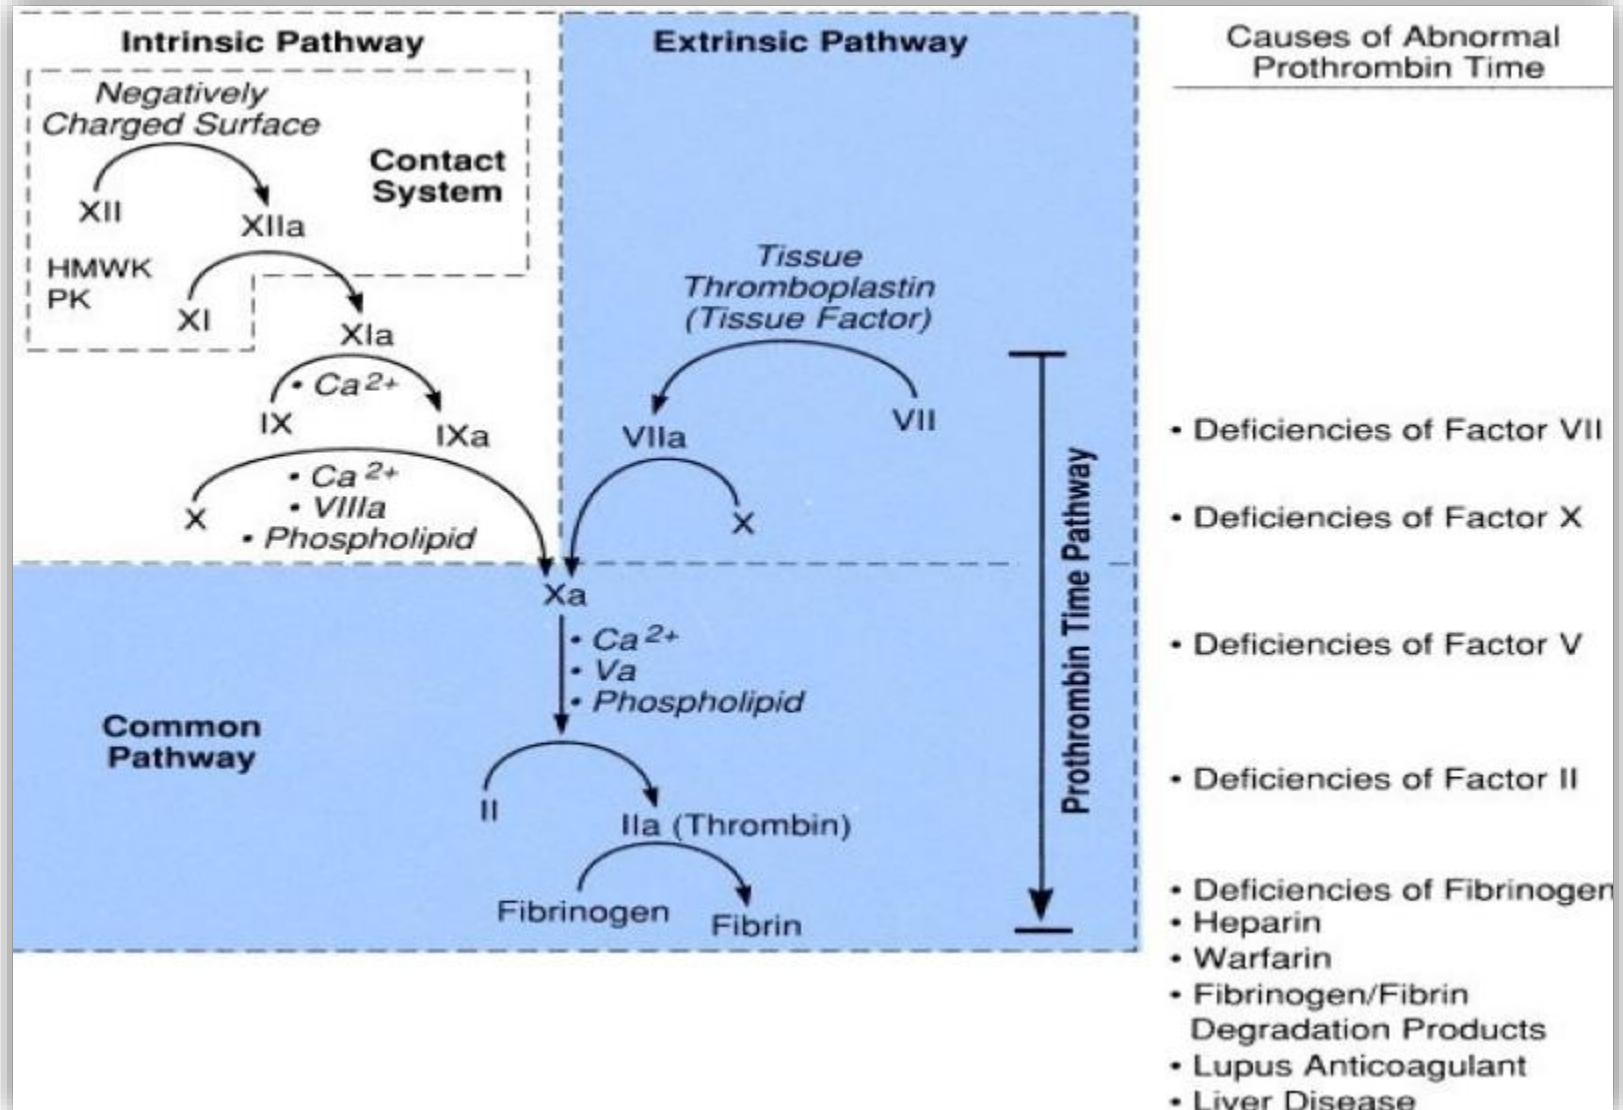 Intrinsic Pathway
Negatively
Charged Surface
Contact
System
XII
XIIa
HMWK
PK
XI
XIa
• Ca2+
IX
IXa
• Ca2+
• VIIIa
• Phospholipid
X
Extrinsic Pathway
Tissue
Thromboplastin
(Tissue Factor)
VII
VIIa
X
Common
Pathway
Xa
• Ca2+
• Va
• Phospholipid
II
IIa (Thrombin)
Fibrinogen
Fibrin
Prothrombin Time Pathway
Causes of Abnormal
Prothrombin Time
• Deficiencies of Factor VII
• Deficiencies of Factor X
• Deficiencies of Factor V
• Deficiencies of Factor II
• Deficiencies of Fibrinogen
• Heparin
• Warfarin
• Fibrinogen/Fibrin
Degradation Products
• Lupus Anticoagulant
• Liver Disease